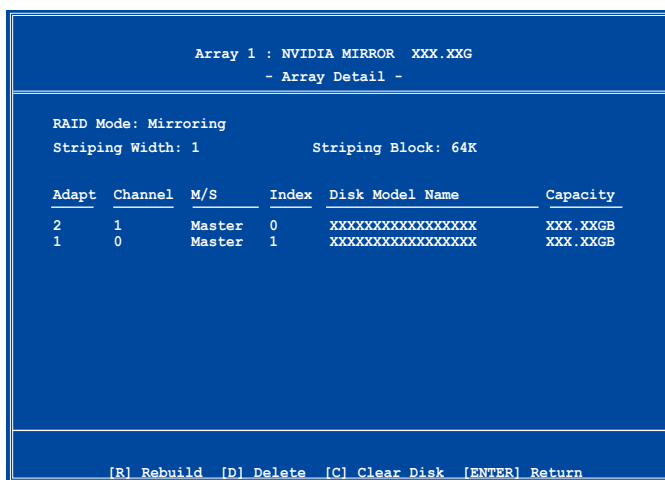 Array 1 : NVIDIA MIRROR  XXX.XXG
- Array Detail -
RAID Mode: Mirroring
Striping Width: 1    Striping Block: 64K
Adapt  Channel  M/S  Index  Disk Model Name  Capacity
2  1  Master  0  XXXXXXXXXXXXXXXXX  XXX.XXGB
1  0  Master  1  XXXXXXXXXXXXXXXXX  XXX.XXGB
[R] Rebuild  [D] Delete  [C] Clear Disk  [ENTER] Return